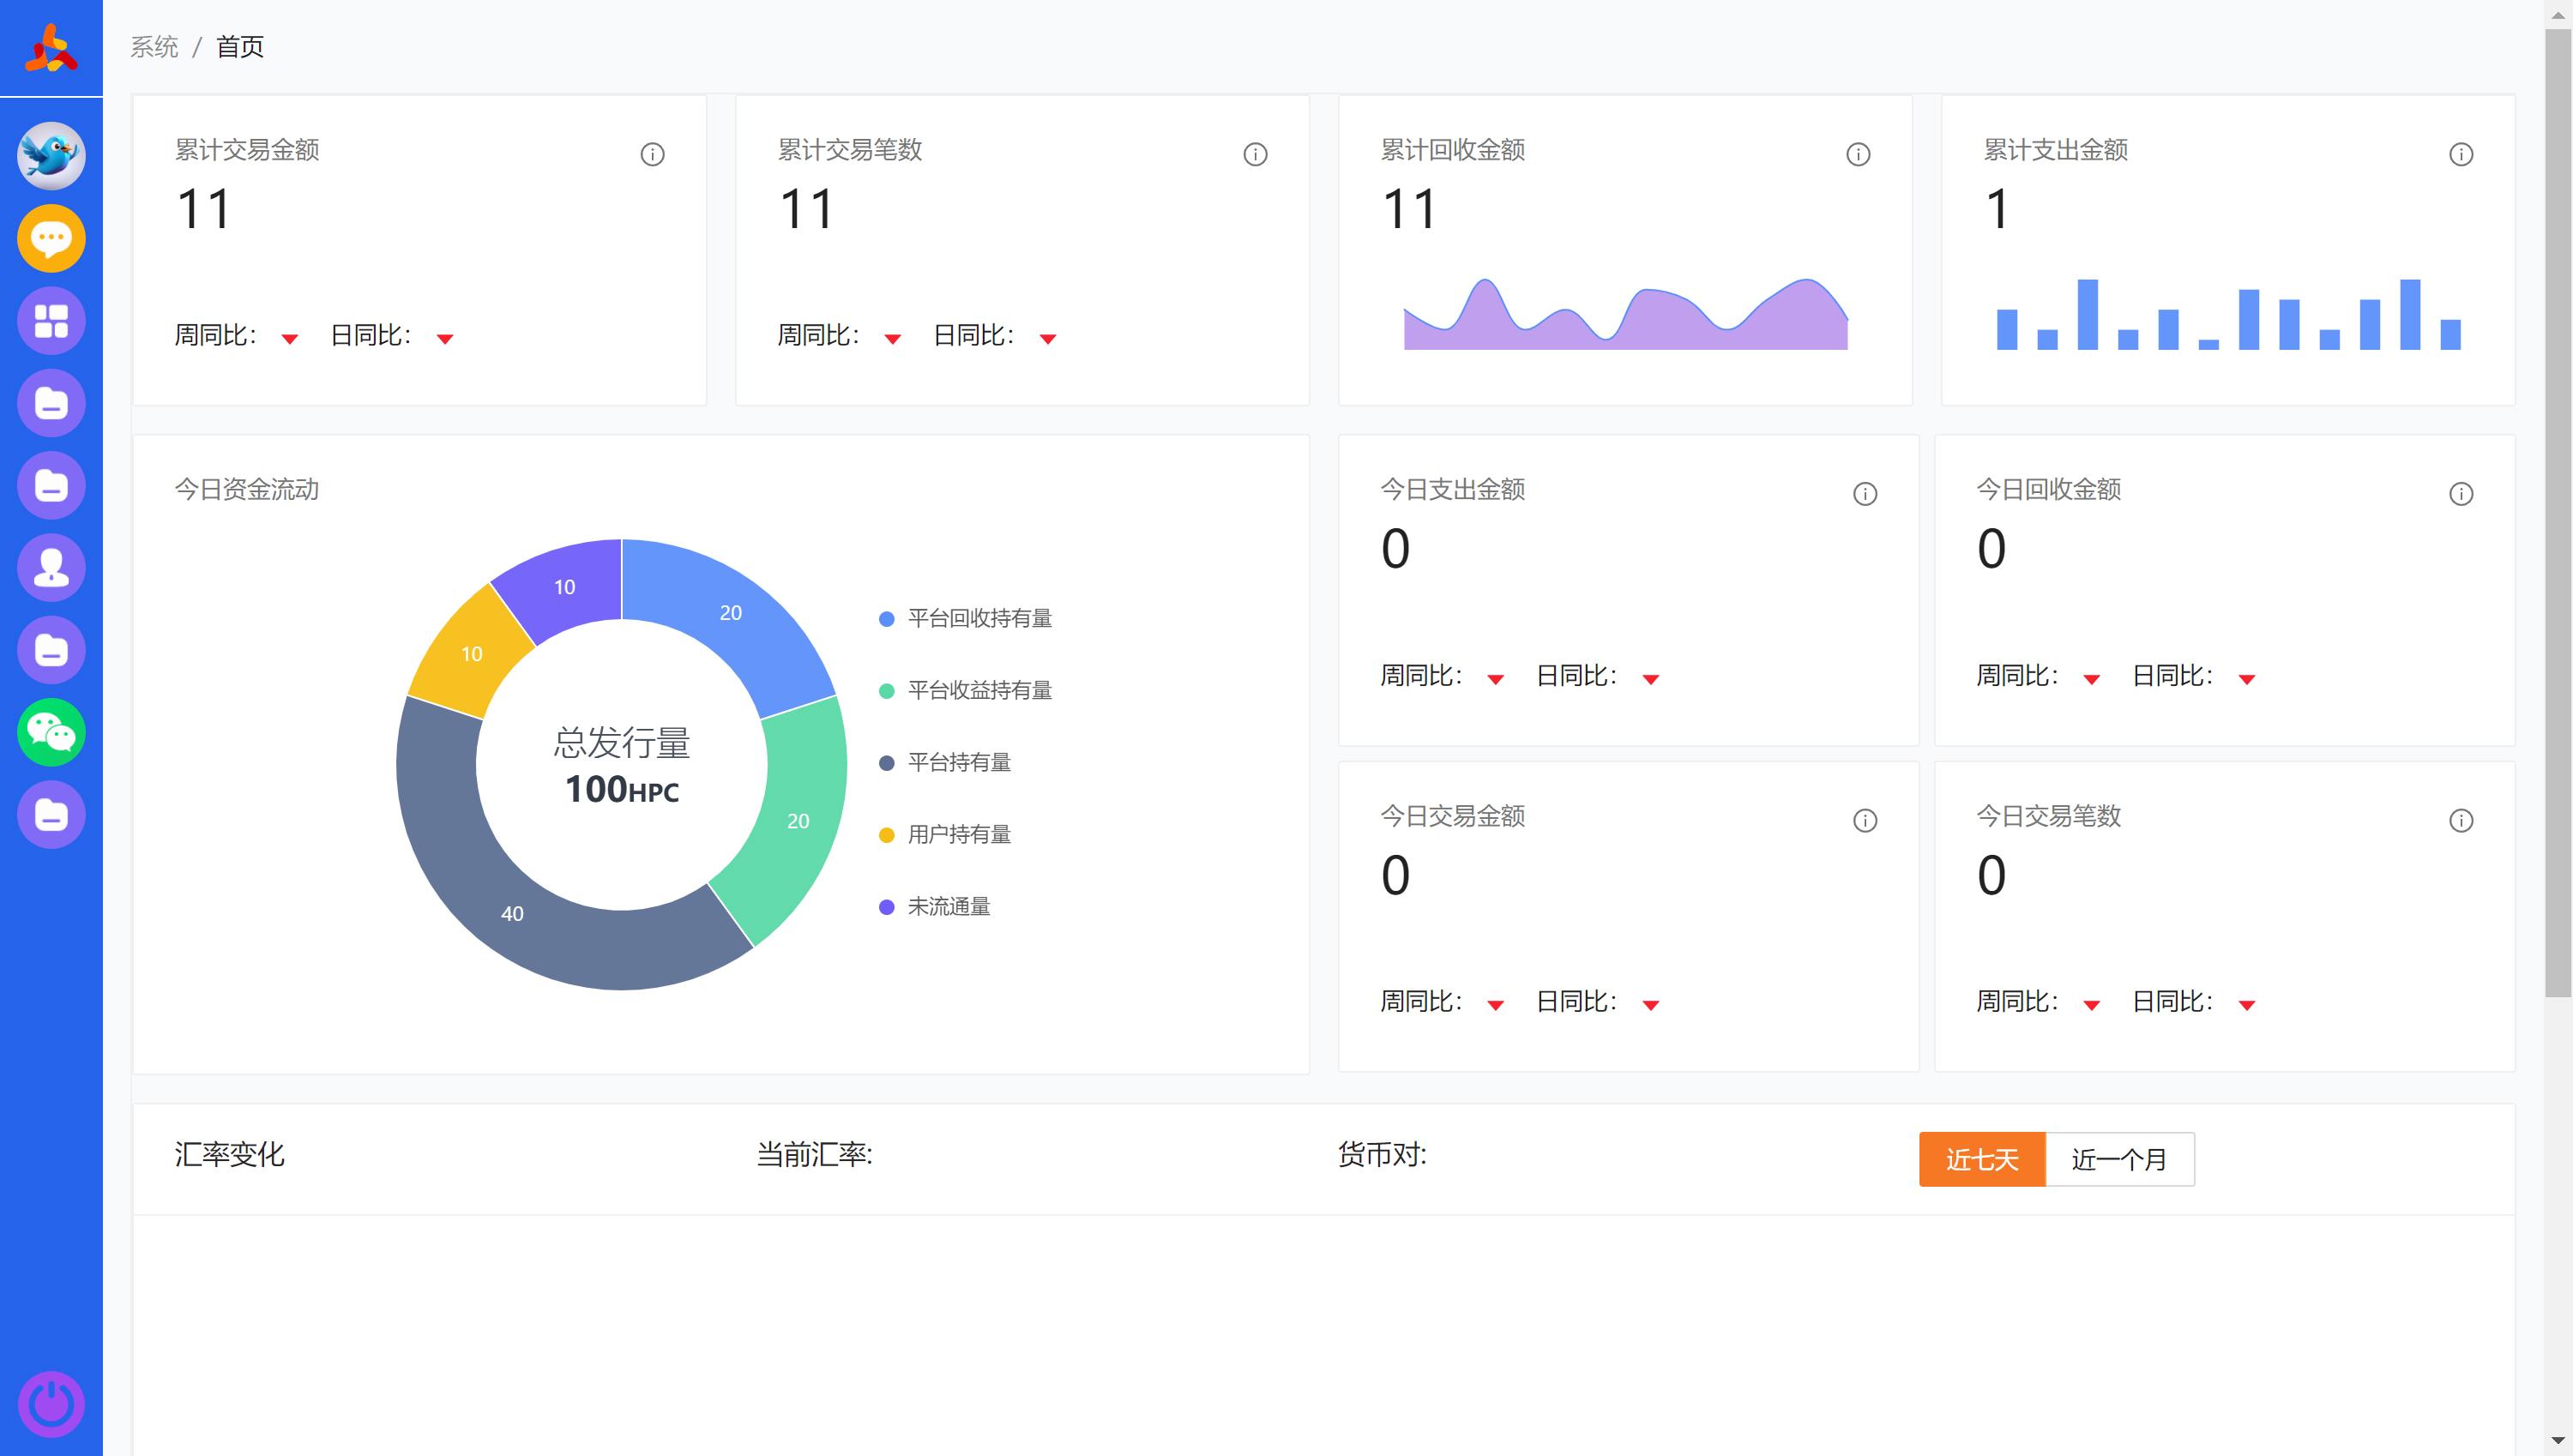 系统 / 首页
累计交易金额
11
周同比： 日同比：
累计交易笔数
11
周同比： 日同比：
累计回收金额
11
累计支出金额
1
今日资金流动
10
20
10
20
40
总发行量
100HPC
平台回收持有量
平台收益持有量
平台持有量
用户持有量
未流通量
今日支出金额
0
周同比： 日同比：
今日回收金额
0
周同比： 日同比：
今日交易金额
0
周同比： 日同比：
今日交易笔数
0
周同比： 日同比：
汇率变化 当前汇率: 货币对: 近七天 近一个月